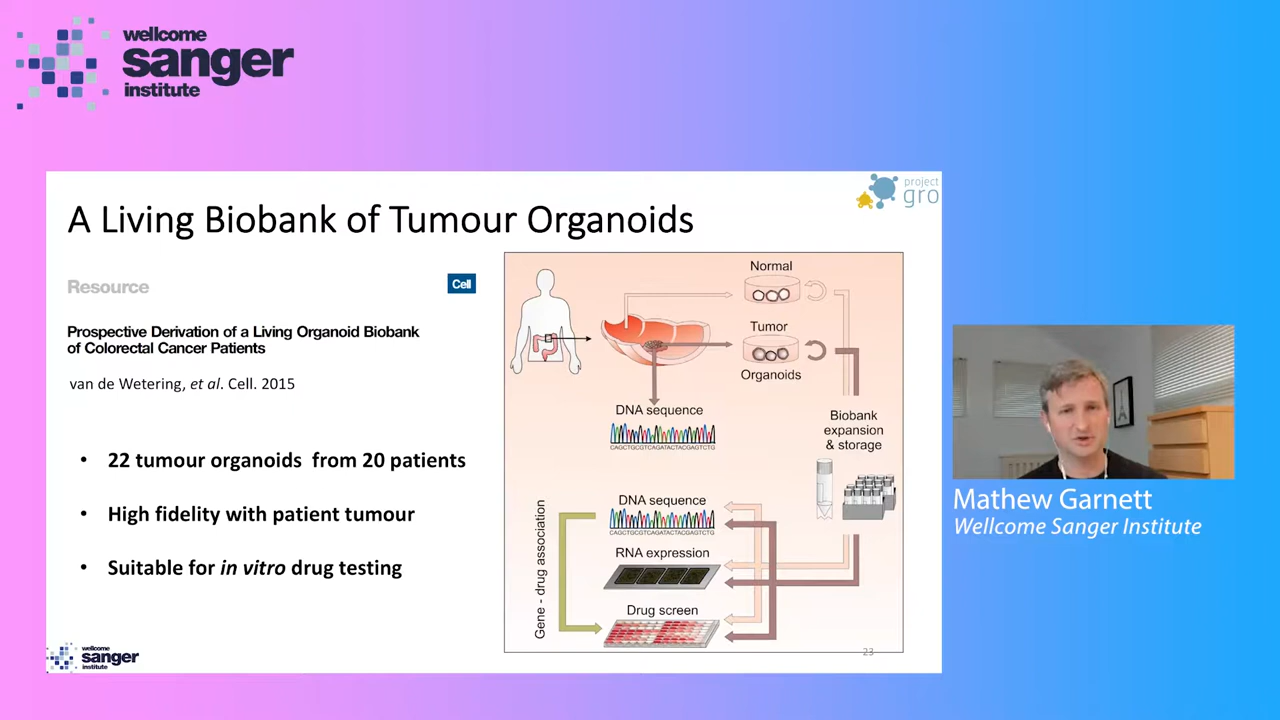 wellcome
sanger
institute
project
gro
A Living Biobank of Tumour Organoids
Resource
Cell
Prospective Derivation of a Living Organoid Biobank
of Colorectal Cancer Patients
van de Wetering, et al. Cell. 2015
• 22 tumour organoids from 20 patients
• High fidelity with patient tumour
• Suitable for in vitro drug testing
Normal
Tumor
Organoids
DNA sequence
CAGCTGCGTCAGATACTACGAGTCTG
Biobank
expansion
& storage
DNA sequence
CAGCTGCGTCAGATACTACGAGTCTG
RNA expression
Drug screen
Gene - drug association
23
wellcome
sanger
institute
Mathew Garnett
Wellcome Sanger Institute